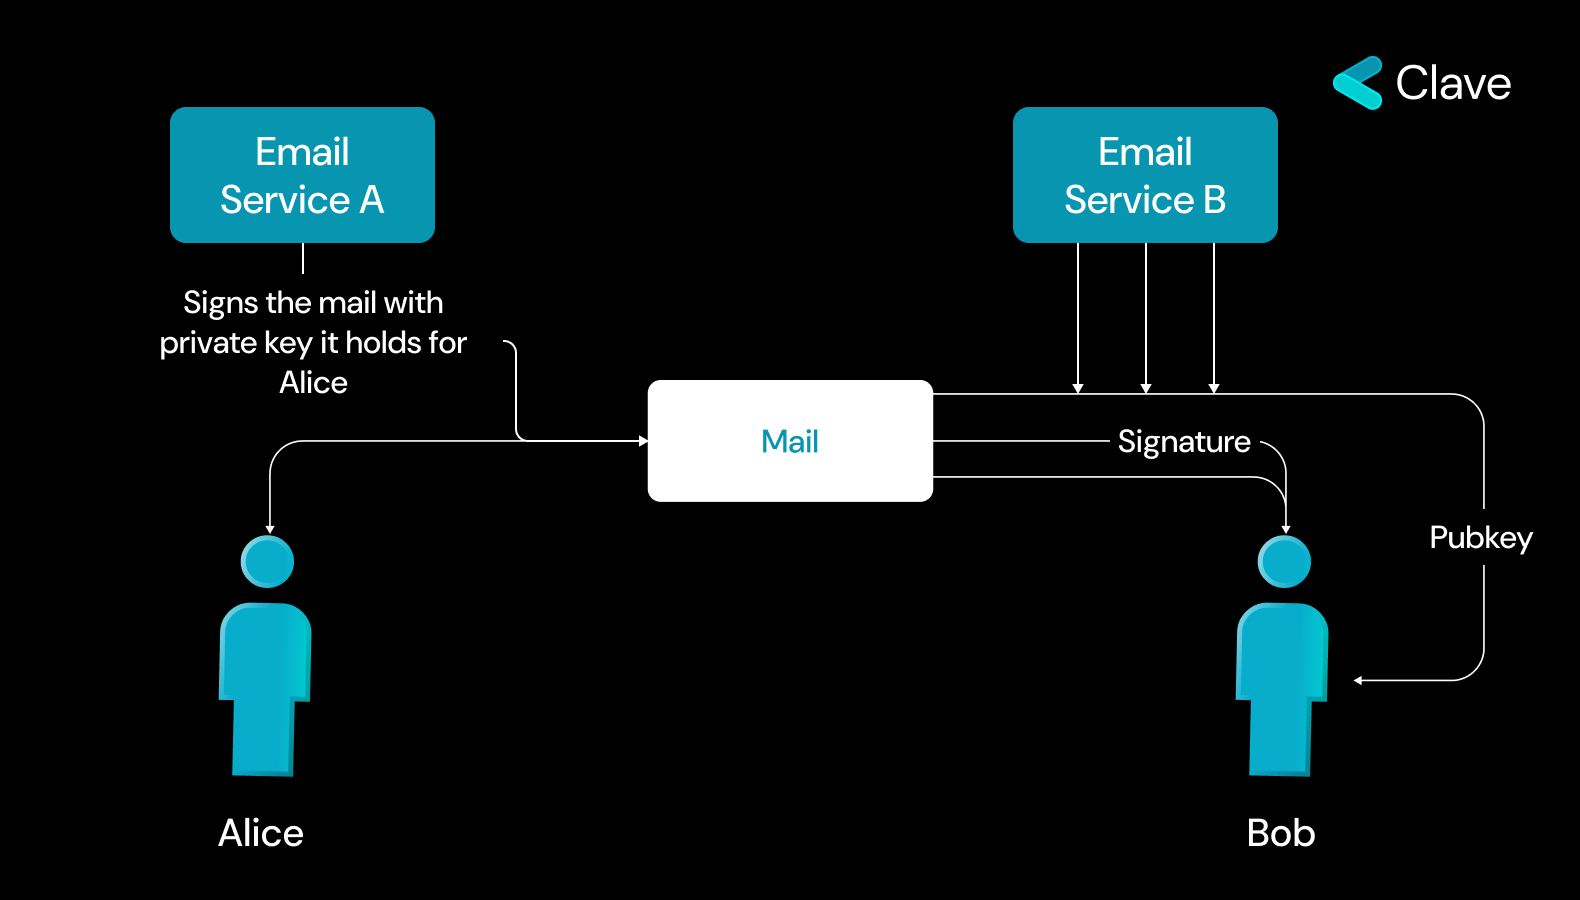 Clave
Email
Service A
Email
Service B
Signs the mail with
private key it holds for
Alice
Mail
Signature
Pubkey
Alice
Bob